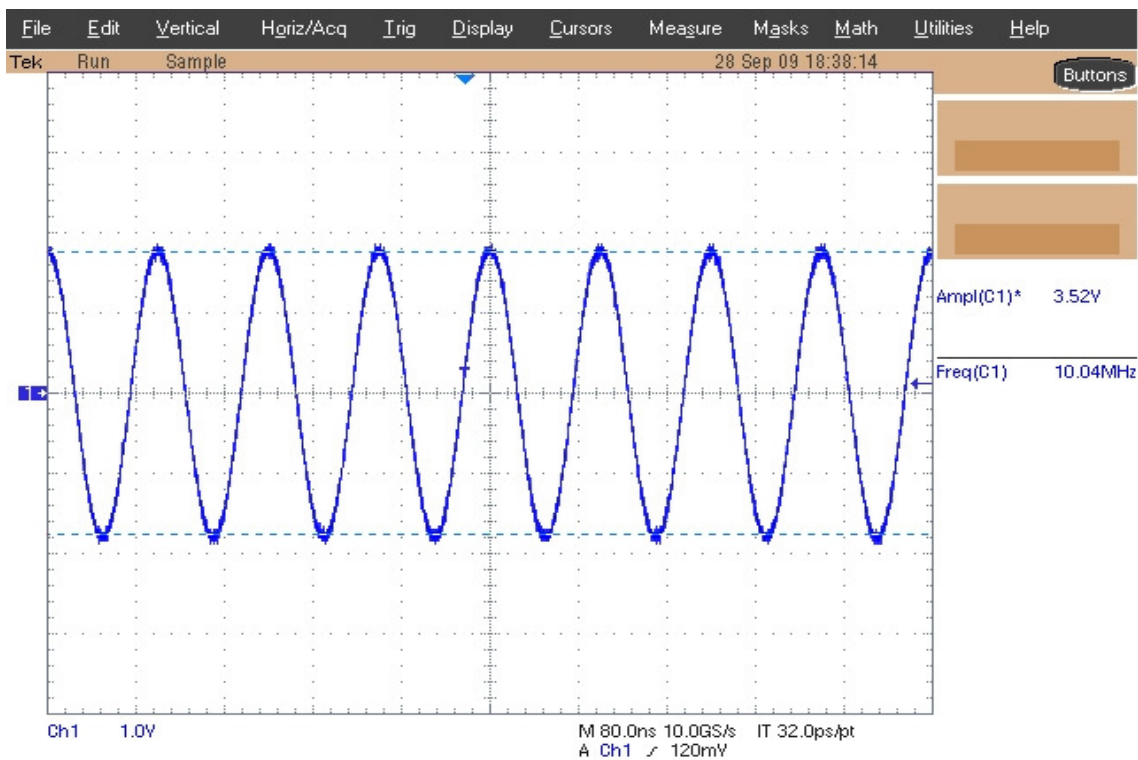 File Edit Vertical Horiz/Acq Trig Display Cursors Measure Masks Math Utilities Help
Tek Run Sample 28 Sep 09 18:38:14
Buttons
Ampl(C1)* 3.52V
Freq(C1) 10.04MHz
1
Ch1 1.0V M 80.0ns 10.0GS/s IT 32.0ps/pt
A Ch1 / 120mV